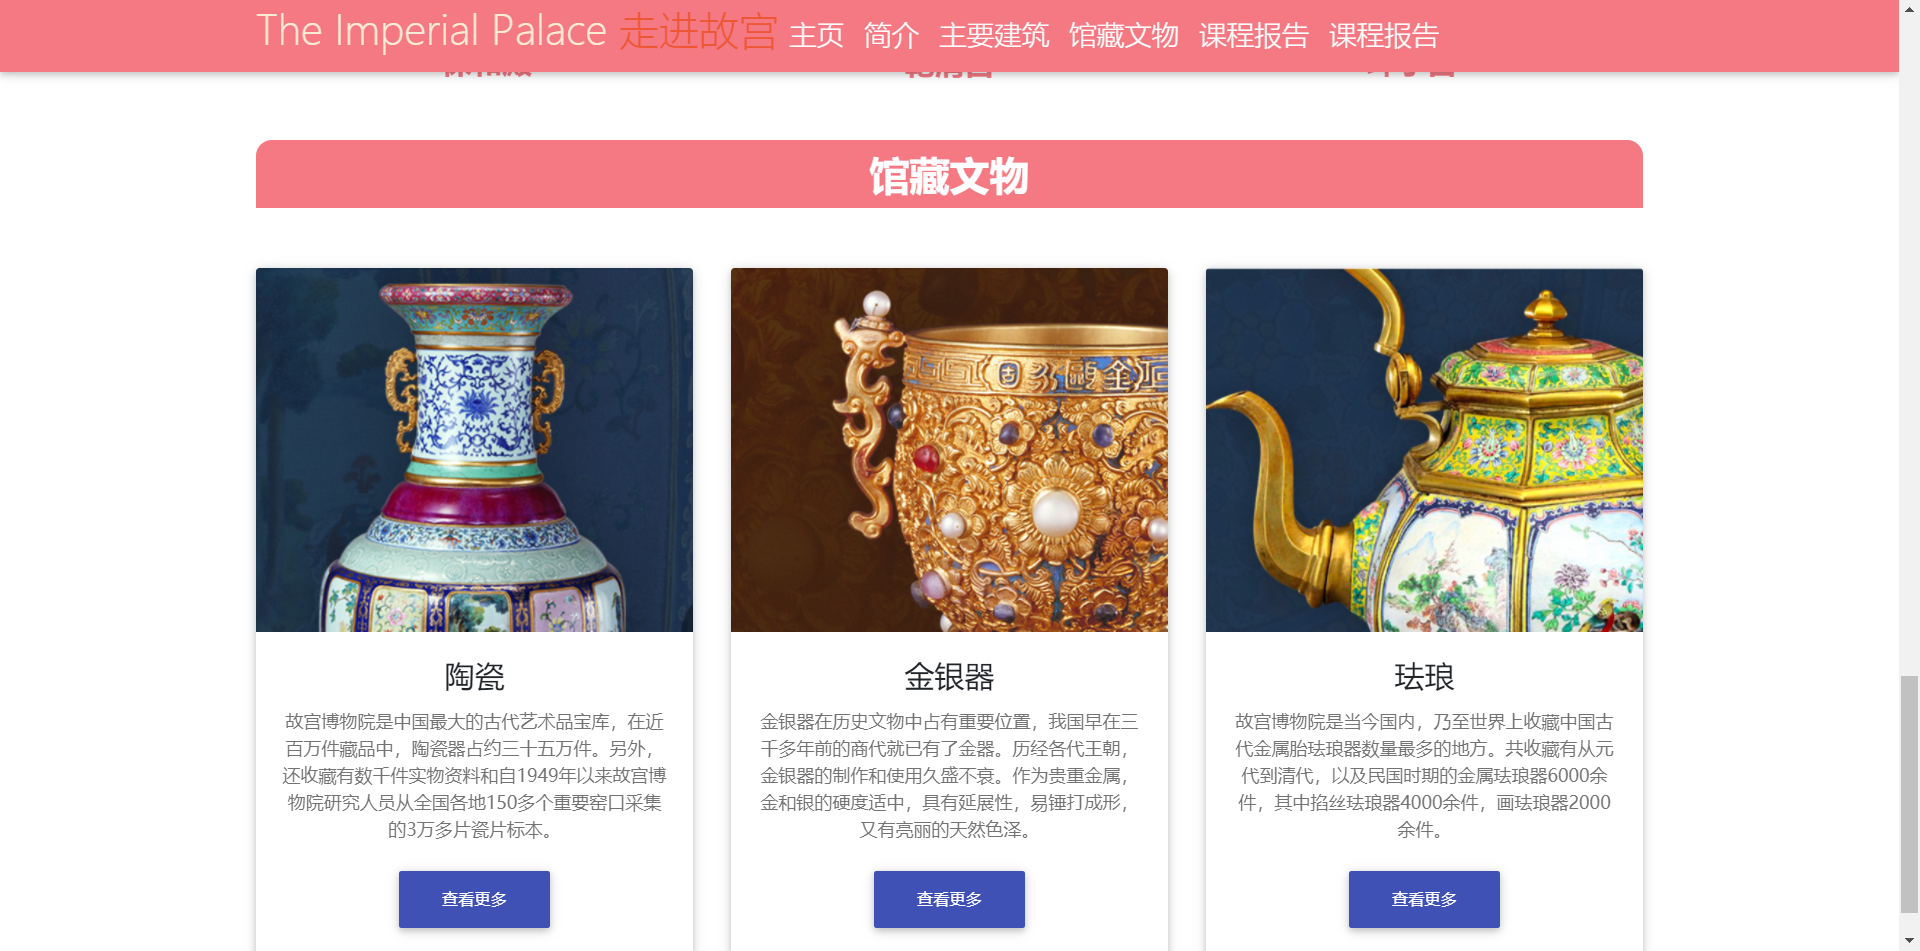 The Imperial Palace 走进故宫 主页 简介 主要建筑 馆藏文物 课程报告 课程报告
馆藏文物
陶瓷
故宫博物院是中国最大的古代艺术品宝库，在近
百万件藏品中，陶瓷器占约三十五万件。另外，
还收藏有数千件实物资料和自1949年以来故宫博
物院研究人员从全国各地150多个重要窑口采集
的3万多片瓷片标本。
查看更多
金银器
金银器在历史文物中占有重要位置，我国早在三
千多年前的商代就已有了金器。历经各代王朝，
金银器的制作和使用久盛不衰。作为贵重金属，
金和银的硬度适中，具有延展性，易锤打成形，
又有亮丽的天然色泽。
查看更多
珐琅
故宫博物院是当今国内，乃至世界上收藏中国古
代金属胎珐琅器数量最多的地方。共收藏有从元
代到清代，以及民国时期的金属珐琅器6000余
件，其中掐丝珐琅器4000余件，画珐琅器2000
余件。
查看更多